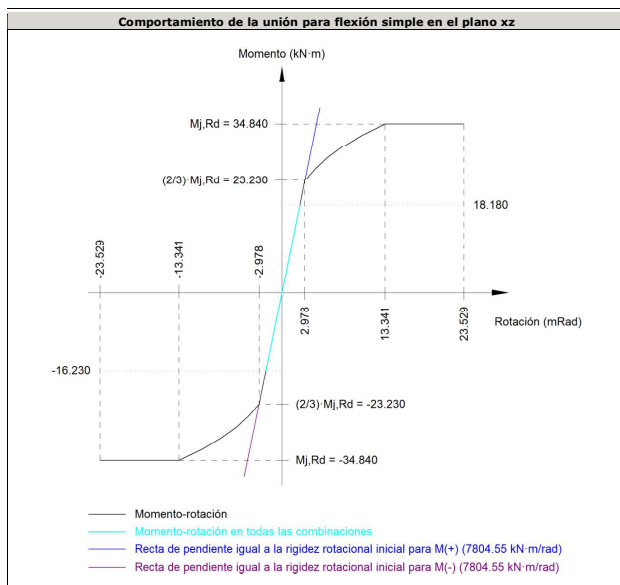 Comportamiento de la unión para flexión simple en el plano xz
Momento (kN·m)
Mj,Rd = 34.840
(2/3)·Mj,Rd = 23.230
18.180
-23.529
-13.341
-2.978
2.978
13.341
23.529
Rotación (mRad)
-16.230
(2/3)·Mj,Rd = -23.230
Mj,Rd = -34.840
Momento-rotación
Momento-rotación en todas las combinaciones
Recta de pendiente igual a la rigidez rotacional inicial para M(+) (7804.55 kN·m/rad)
Recta de pendiente igual a la rigidez rotacional inicial para M(-) (7804.55 kN·m/rad)